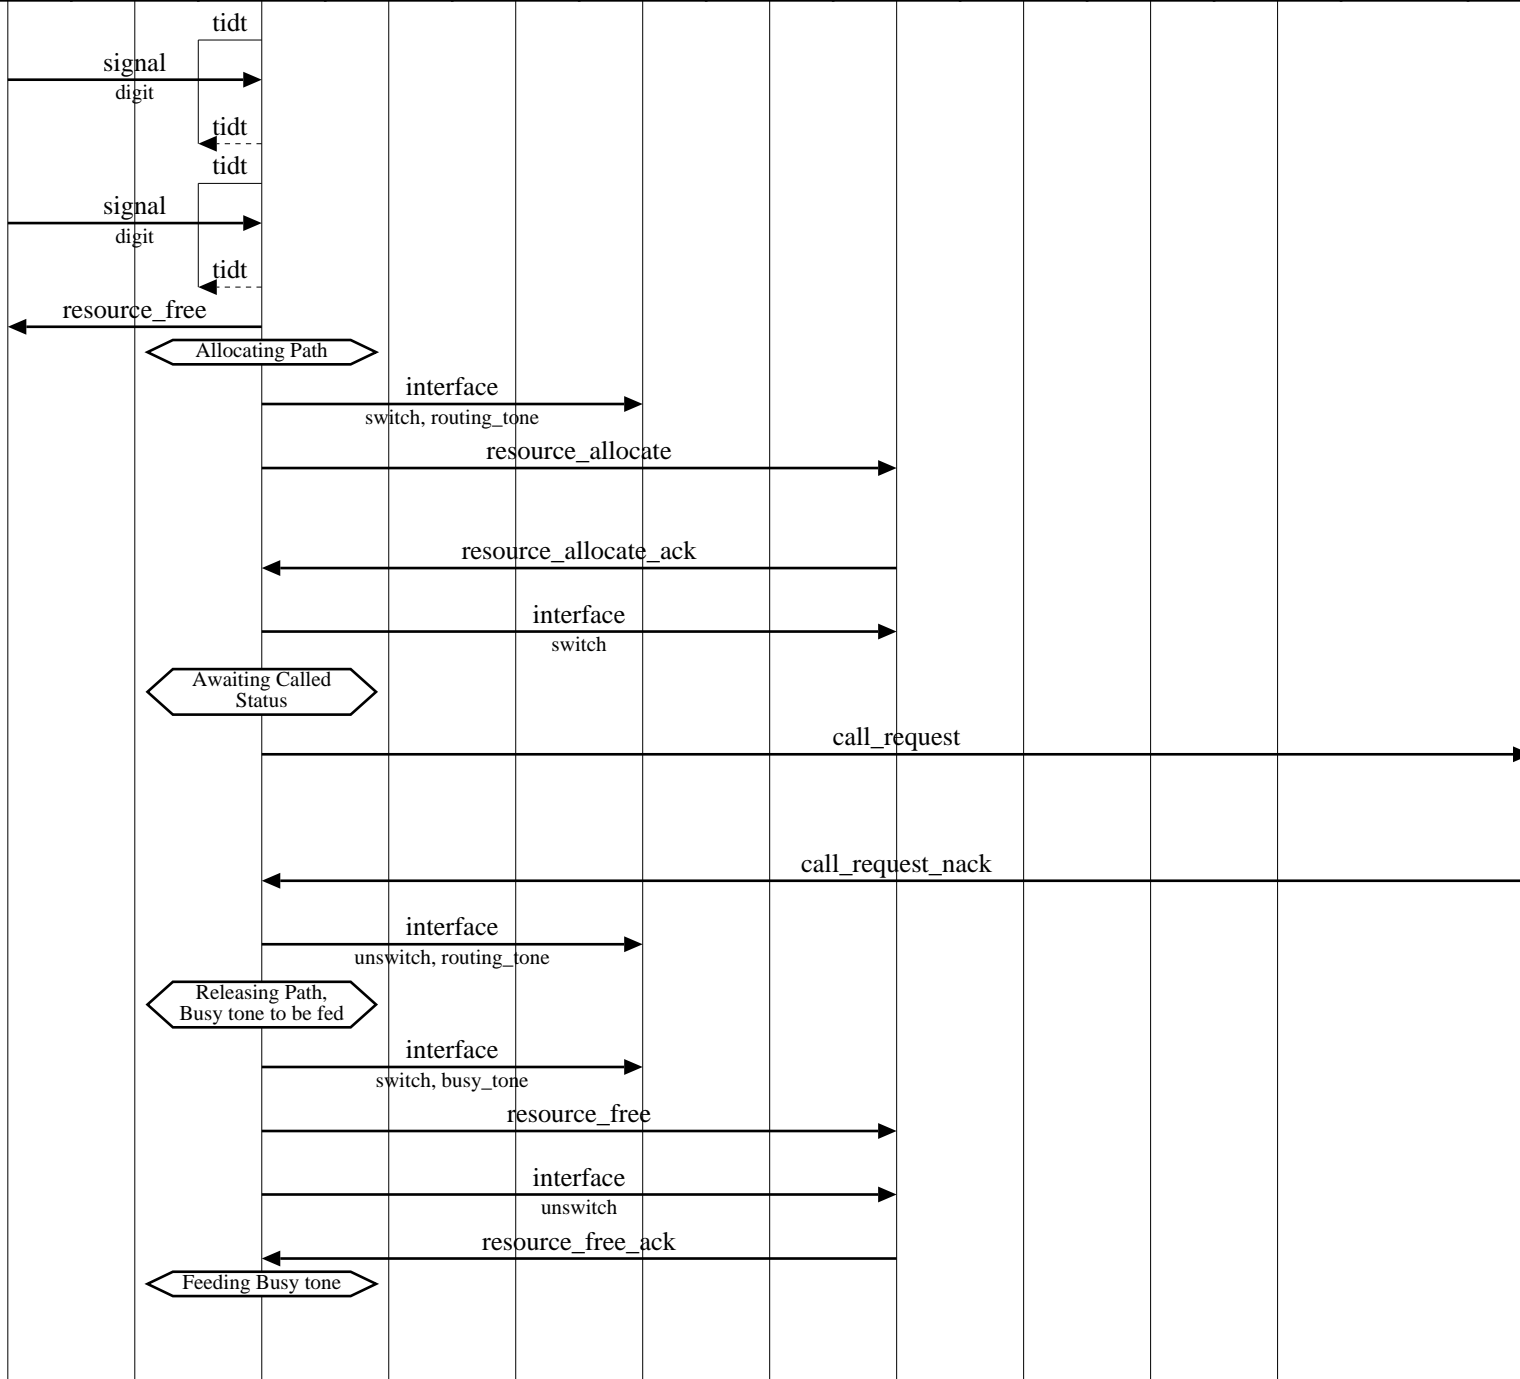 tidt
signal
digit
tidt
tidt
signal
digit
tidt
resource_free
Allocating Path
interface
switch, routing_tone
resource_allocate
resource_allocate_ack
interface
switch
Awaiting Called
Status
call_request
call_request_nack
interface
unswitch, routing_tone
Releasing Path,
Busy tone to be fed
interface
switch, busy_tone
resource_free
interface
unswitch
resource_free_ack
Feeding Busy tone